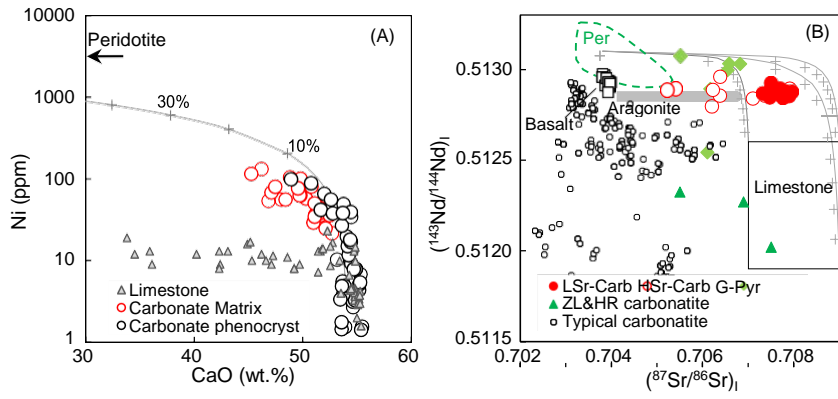 (A)
Peridotite
30%
10%
10000
1000
100
10
1
Ni (ppm)
Limestone
Carbonate Matrix
Carbonate phenocryst
30 40 50 60
CaO (wt.%)
(B)
Per
Aragonite
Basalt
Limestone
0.5130
0.5125
0.5120
0.5115
(¹⁴³Nd/¹⁴⁴Nd)I
LSr-Carb HSr-Carb G-Pyr
ZL&HR carbonatite
Typical carbonatite
0.702 0.704 0.706 0.708
(⁸⁷Sr/⁸⁶Sr)I